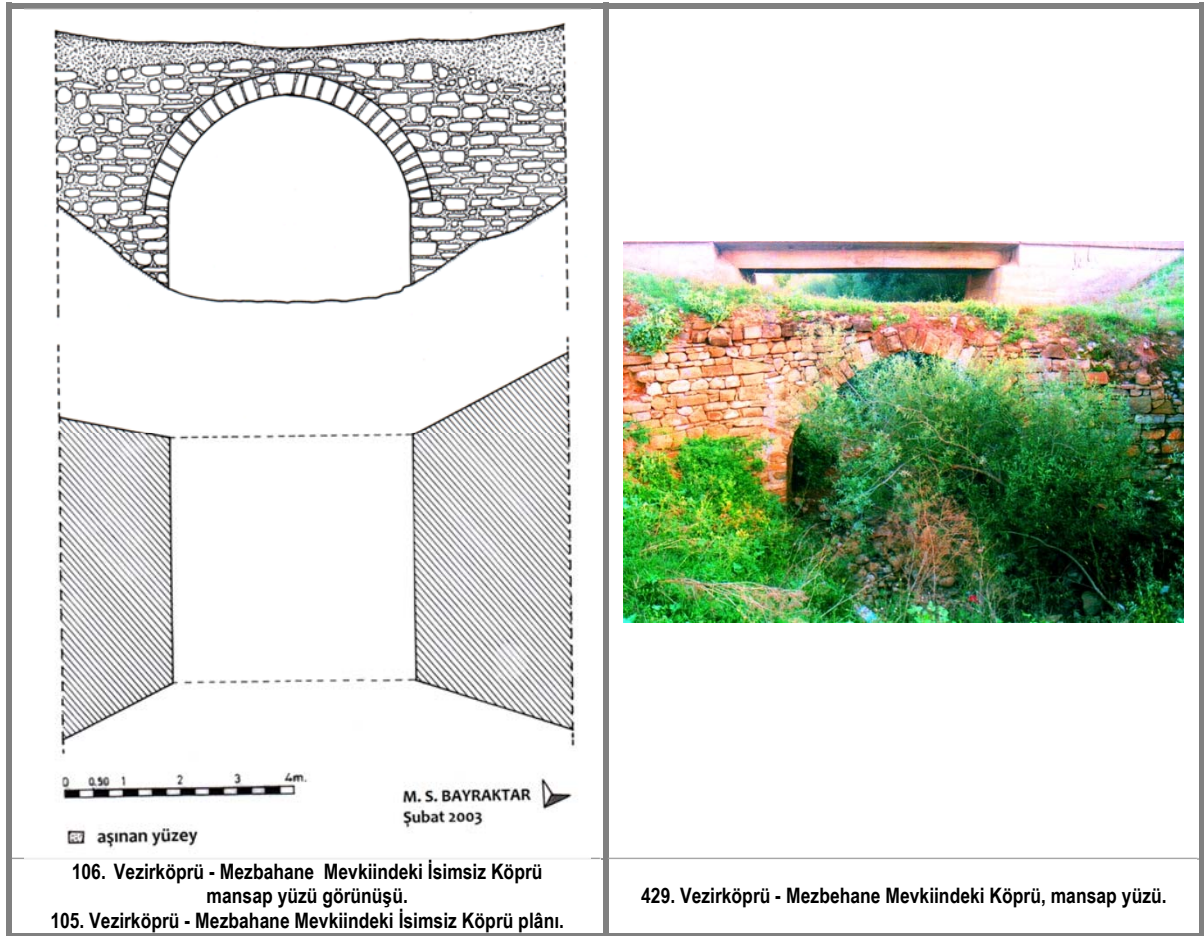 0 0.50 1 2 3 4m.
M. S. BAYRAKTAR
Şubat 2003
aşınan yüzey
106. Vezirköprü - Mezbahane Mevkiindeki İsimsiz Köprü
mansap yüzü görünüşü.
105. Vezirköprü - Mezbahane Mevkiindeki İsimsiz Köprü plânı.
429. Vezirköprü - Mezbehane Mevkiindeki Köprü, mansap yüzü.